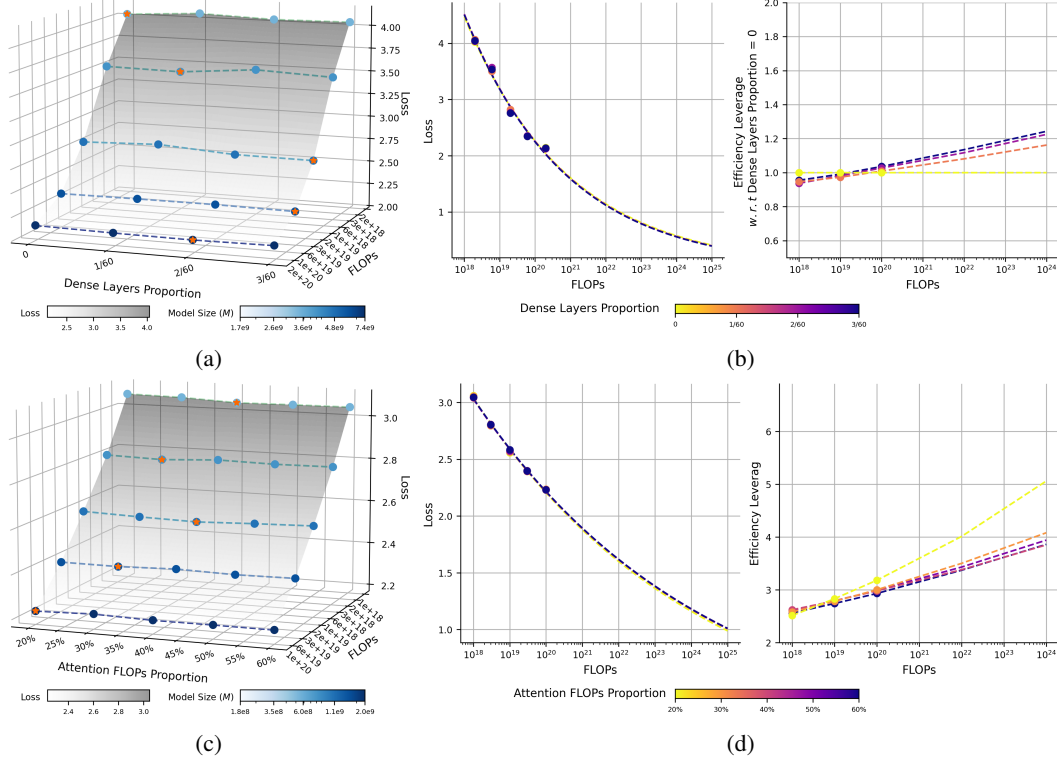 4.00
3.75
3.50
3.25
3.00
2.75
2.50
2.25
2.00
Loss
0
1/60
2/60
3/60
Dense Layers Proportion
2e+18
6e+18
2e+19
6e+19
2e+20
FLOPs
Loss
2.5 3.0 3.5 4.0
Model Size (M)
1.7e9 2.6e9 3.6e9 4.8e9 7.4e9
(a)
4
3
2
1
Loss
10^18 10^19 10^20 10^21 10^22 10^23 10^24 10^25
FLOPs
2.0
1.8
1.6
1.4
1.2
1.0
0.8
0.6
Efficiency Leverage
w.r.t Dense Layers Proportion = 0
10^18 10^19 10^20 10^21 10^22 10^23 10^24
FLOPs
Dense Layers Proportion
0 1/60 2/60 3/60
(b)
3.0
2.8
2.6
2.4
2.2
Loss
20% 25% 30% 35% 40% 45% 50% 55% 60%
Attention FLOPs Proportion
1e+18
3e+18
1e+19
3e+19
1e+20
FLOPs
Loss
2.4 2.6 2.8 3.0
Model Size (M)
1.8e8 3.5e8 6.0e8 1.1e9 2.0e9
(c)
3.0
2.5
2.0
1.5
1.0
Loss
10^18 10^19 10^20 10^21 10^22 10^23 10^24 10^25
FLOPs
6
5
4
3
2
Efficiency Leverag
10^18 10^19 10^20 10^21 10^22 10^23 10^24
FLOPs
Attention FLOPs Proportion
20% 30% 40% 50% 60%
(d)